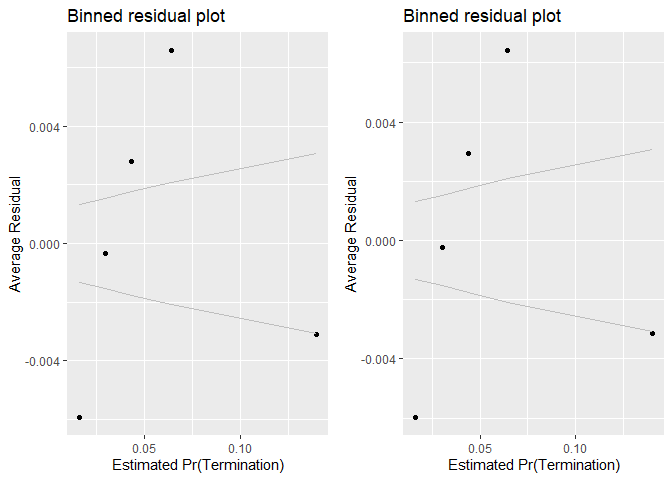 Binned residual plot
Average Residual
0.004
0.000
-0.004
0.05
0.10
Estimated Pr(Termination)
Binned residual plot
Average Residual
0.004
0.000
-0.004
0.05
0.10
Estimated Pr(Termination)